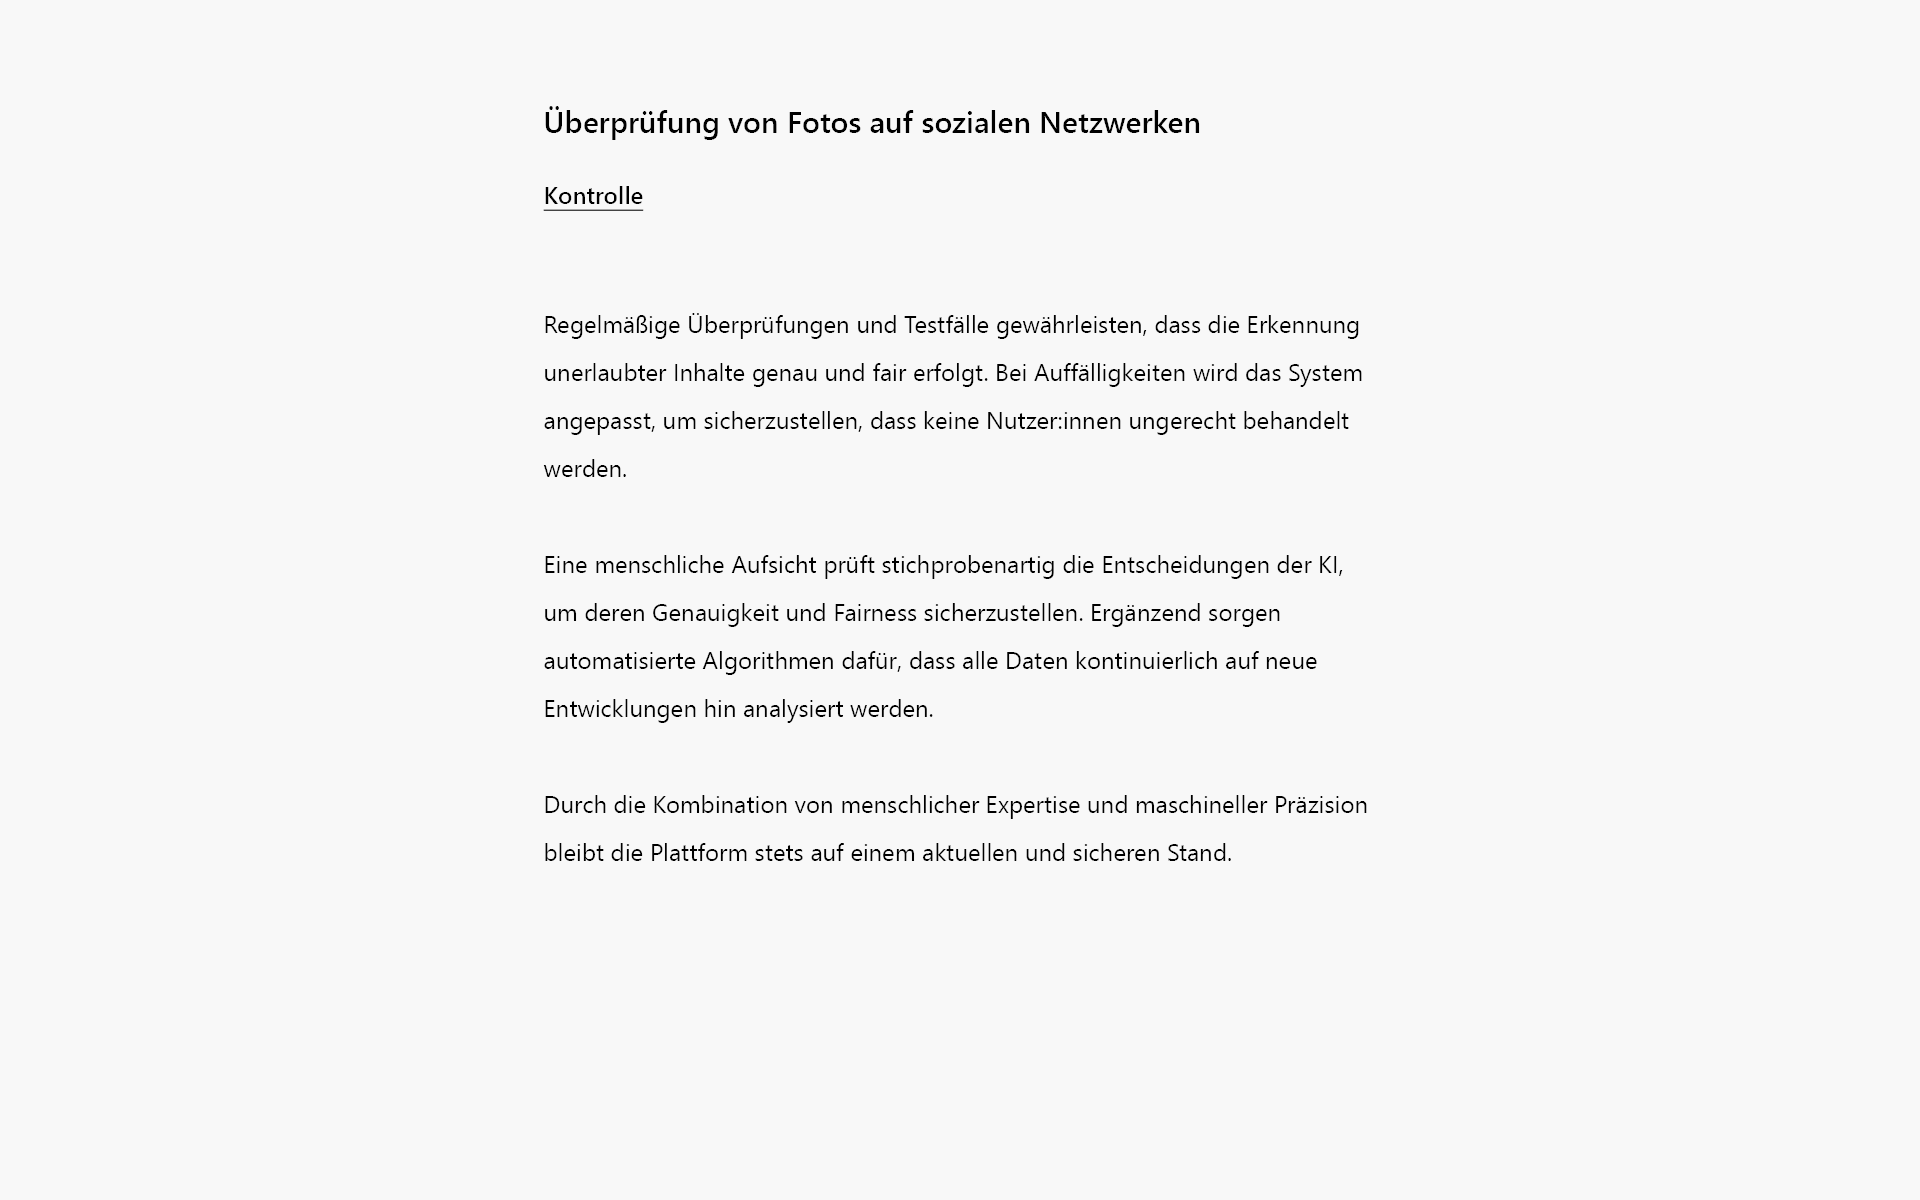 Überprüfung von Fotos auf sozialen Netzwerken
Kontrolle
Regelmäßige Überprüfungen und Testfälle gewährleisten, dass die Erkennung
unerlaubter Inhalte genau und fair erfolgt. Bei Auffälligkeiten wird das System
angepasst, um sicherzustellen, dass keine Nutzer:innen ungerecht behandelt
werden.
Eine menschliche Aufsicht prüft stichprobenartig die Entscheidungen der KI,
um deren Genauigkeit und Fairness sicherzustellen. Ergänzend sorgen
automatisierte Algorithmen dafür, dass alle Daten kontinuierlich auf neue
Entwicklungen hin analysiert werden.
Durch die Kombination von menschlicher Expertise und maschineller Präzision
bleibt die Plattform stets auf einem aktuellen und sicheren Stand.